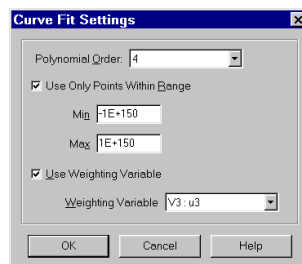 Curve Fit Settings
Polynomial Order: 4
Use Only Points Within Range
Min -1E+150
Max 1E+150
Use Weighting Variable
Weighting Variable V3 : u3
OK Cancel Help